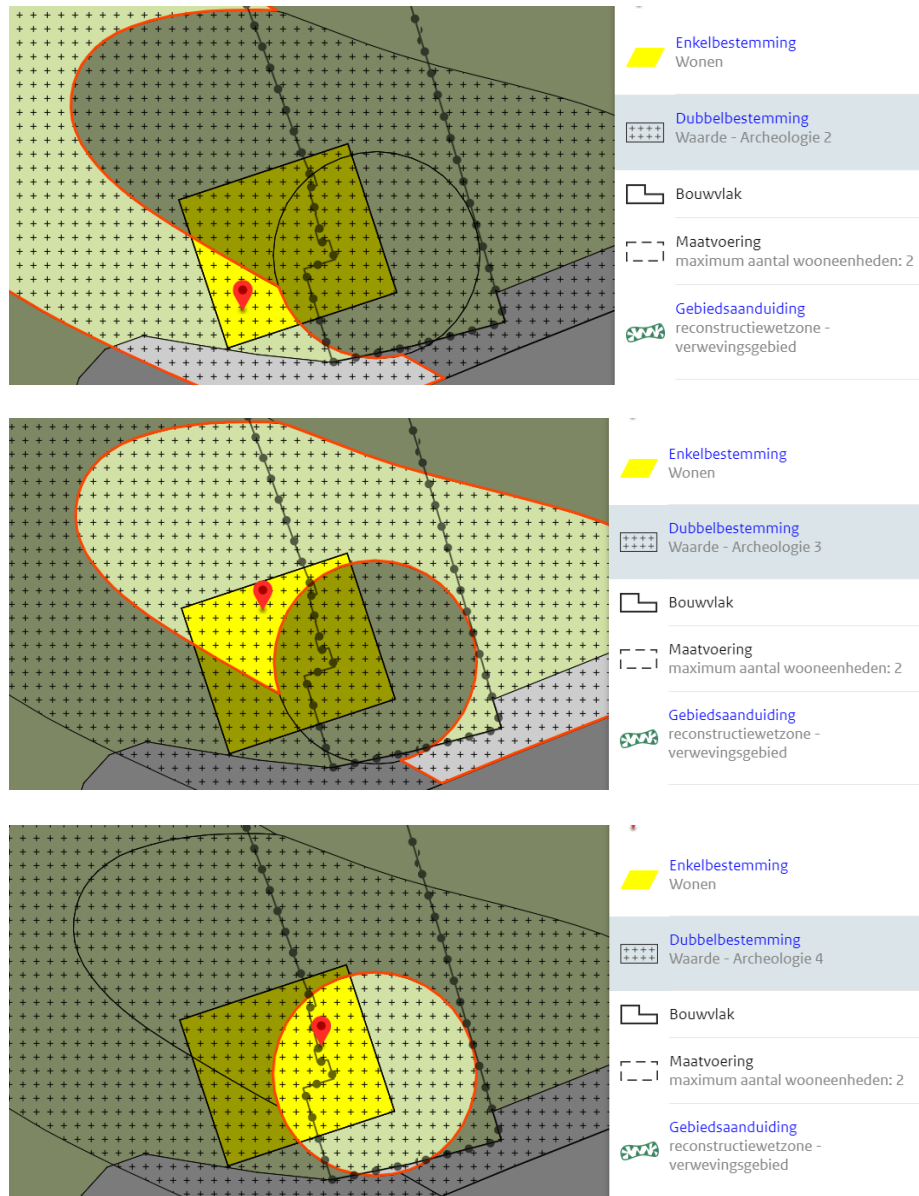 Enkelbestemming
Wonen
Dubbelbestemming
Waarde - Archeologie 2
Bouwvlak
Maatvoering
maximum aantal wooneenheden: 2
Gebiedsaanduiding
reconstructiewetzone -
verwevingsgebied
Enkelbestemming
Wonen
Dubbelbestemming
Waarde - Archeologie 3
Bouwvlak
Maatvoering
maximum aantal wooneenheden: 2
Gebiedsaanduiding
reconstructiewetzone -
verwevingsgebied
Enkelbestemming
Wonen
Dubbelbestemming
Waarde - Archeologie 4
Bouwvlak
Maatvoering
maximum aantal wooneenheden: 2
Gebiedsaanduiding
reconstructiewetzone -
verwevingsgebied